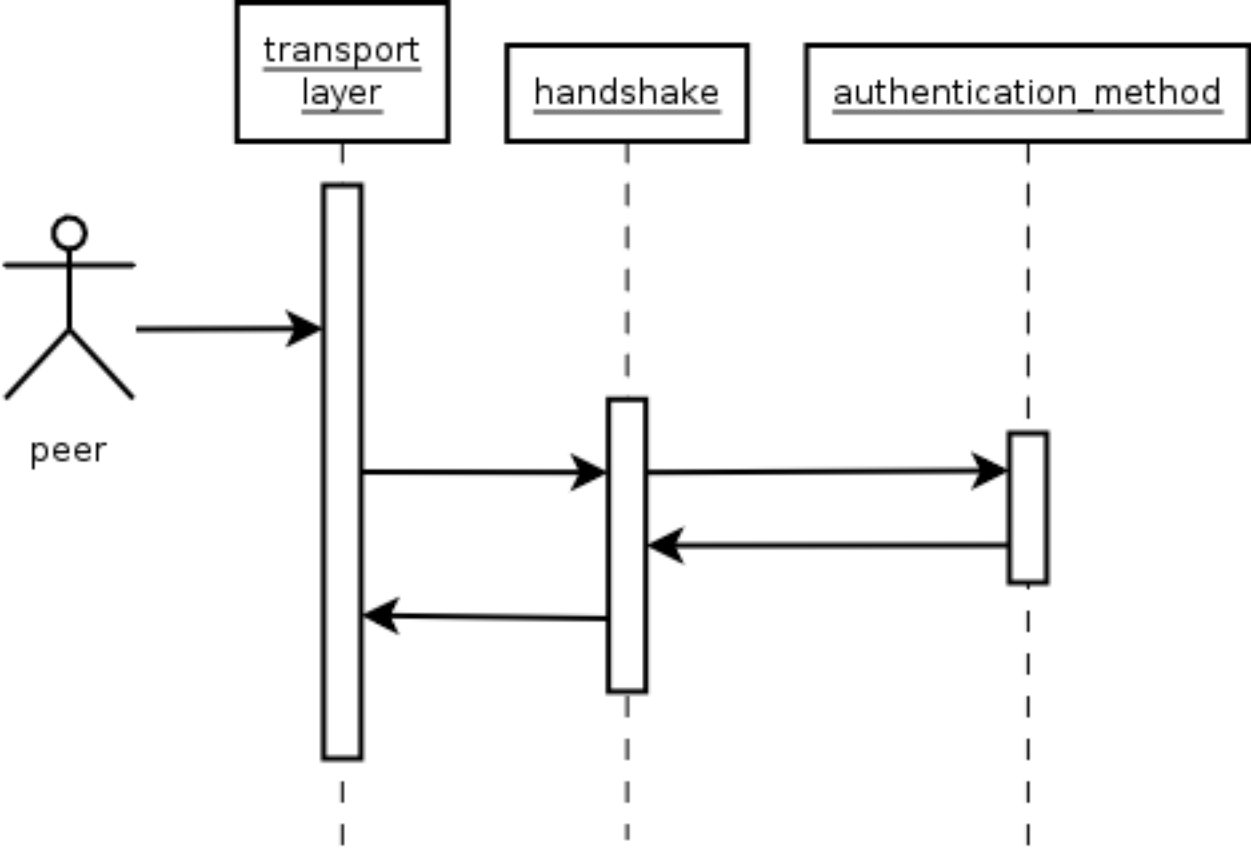 transport
layer
handshake
authentication_method
peer